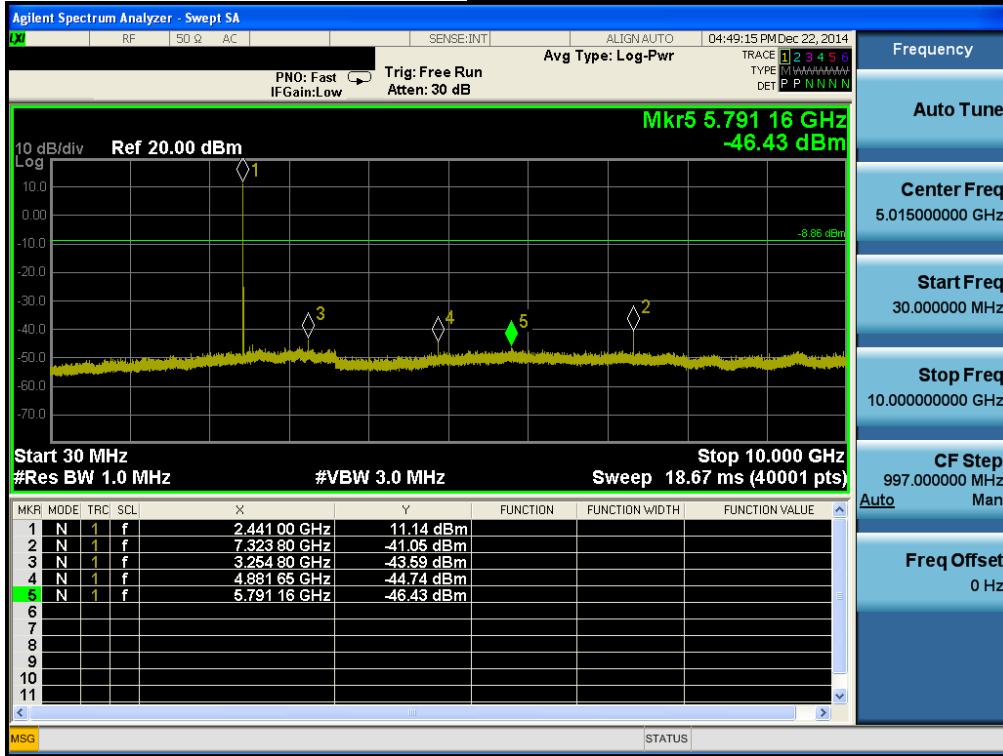 Agilent Spectrum Analyzer - Swept SA
LXI RF 50 Ω AC SENSE:INT ALIGN AUTO 04:49:15 PM Dec 22, 2014
Frequency
Avg Type: Log-Pwr
TRACE 1 2 3 4 5 6
TYPE M WWWWW
DET P P N N N N
PNO: Fast
IFGain:Low
Trig: Free Run
Atten: 30 dB
Auto Tune
Mkr5 5.791 16 GHz
-46.43 dBm
10 dB/div Ref 20.00 dBm
Log
1
10.0
0.00
-8.86 dBm
-10.0
-20.0
-30.0
3 4 5 2
-40.0
-50.0
-60.0
-70.0
Start 30 MHz Stop 10.000 GHz
#Res BW 1.0 MHz #VBW 3.0 MHz Sweep 18.67 ms (40001 pts)
Center Freq
5.015000000 GHz
Start Freq
30.000000 MHz
Stop Freq
10.000000000 GHz
CF Step
997.000000 MHz
Auto Man
Freq Offset
0 Hz
MKR MODE TRC SCL X Y FUNCTION FUNCTION WIDTH FUNCTION VALUE
1 N 1 f 2.441 00 GHz 11.14 dBm
2 N 1 f 7.323 80 GHz -41.05 dBm
3 N 1 f 3.254 80 GHz -43.59 dBm
4 N 1 f 4.881 65 GHz -44.74 dBm
5 N 1 f 5.791 16 GHz -46.43 dBm
6
7
8
9
10
11
MSG STATUS